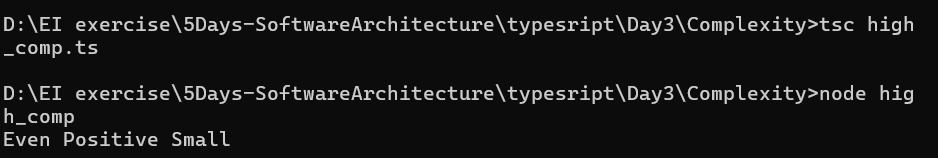 D:\EI exercise\5Days-SoftwareArchitecture\typesript\Day3\Complexity>tsc high
_comp.ts
D:\EI exercise\5Days-SoftwareArchitecture\typesript\Day3\Complexity>node hig
h_comp
Even Positive Small